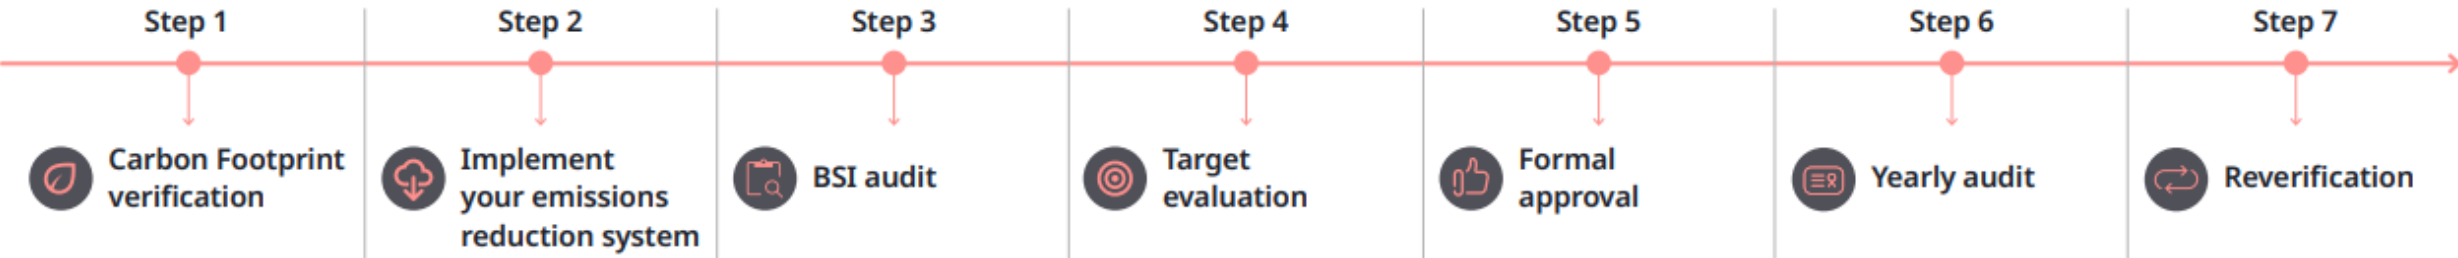 Step 1
Carbon Footprint
verification
Step 2
Implement
your emissions
reduction system
Step 3
BSI audit
Step 4
Target
evaluation
Step 5
Formal
approval
Step 6
Yearly audit
Step 7
Reverification